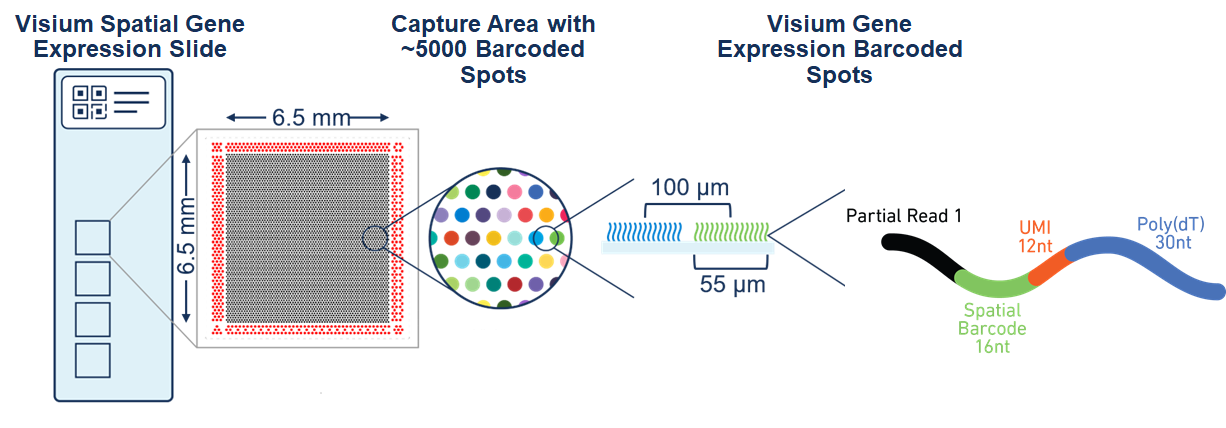 Visium Spatial Gene
Expression Slide
Capture Area with
~5000 Barcoded
Spots
Visium Gene
Expression Barcoded
Spots
6.5 mm
6.5 mm
100 µm
55 µm
Partial Read 1
UMI
12nt
Poly(dT)
30nt
Spatial
Barcode
16nt